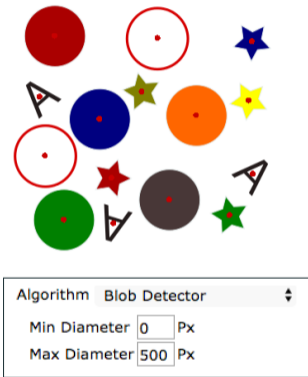 A
A
A
Algorithm Blob Detector
Min Diameter 0 Px
Max Diameter 500 Px